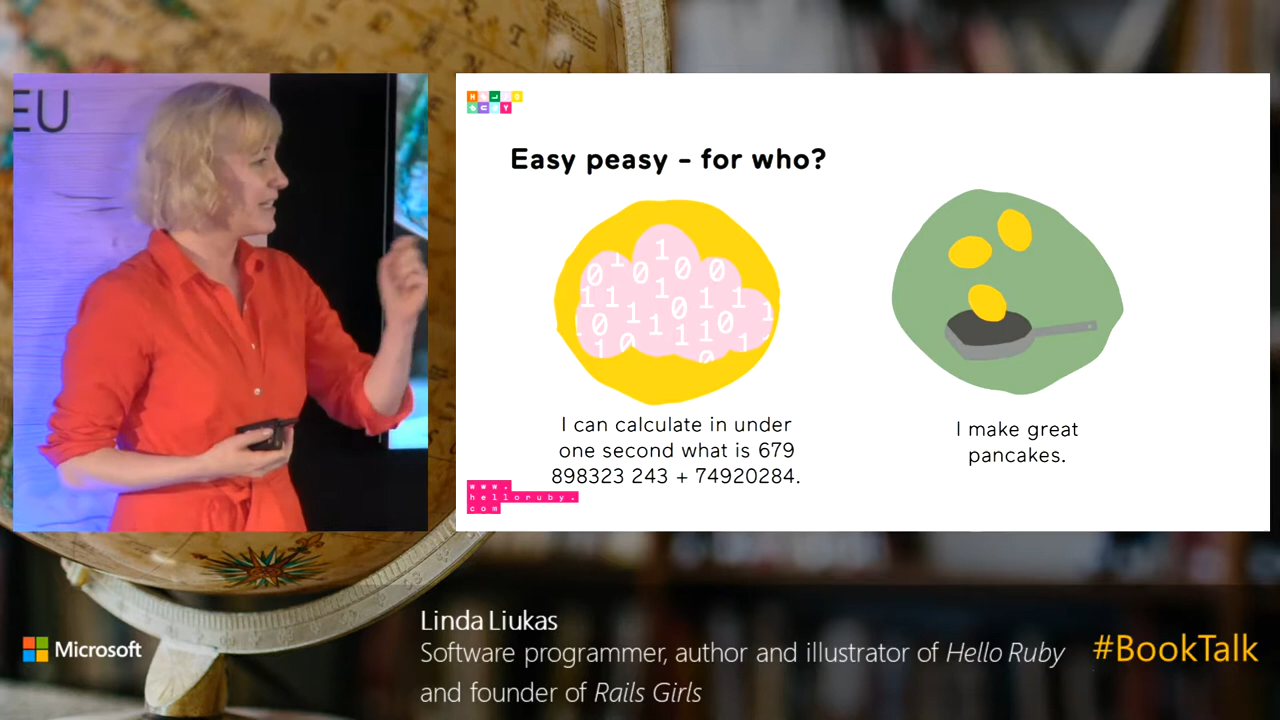 EU
HELLO
RUBY
Easy peasy - for who?
I can calculate in under
one second what is 679
898323 243 + 74920284.
I make great
pancakes.
www.
helloruby.
com
Linda Liukas
Software programmer, author and illustrator of Hello Ruby
and founder of Rails Girls
Microsoft
#BookTalk